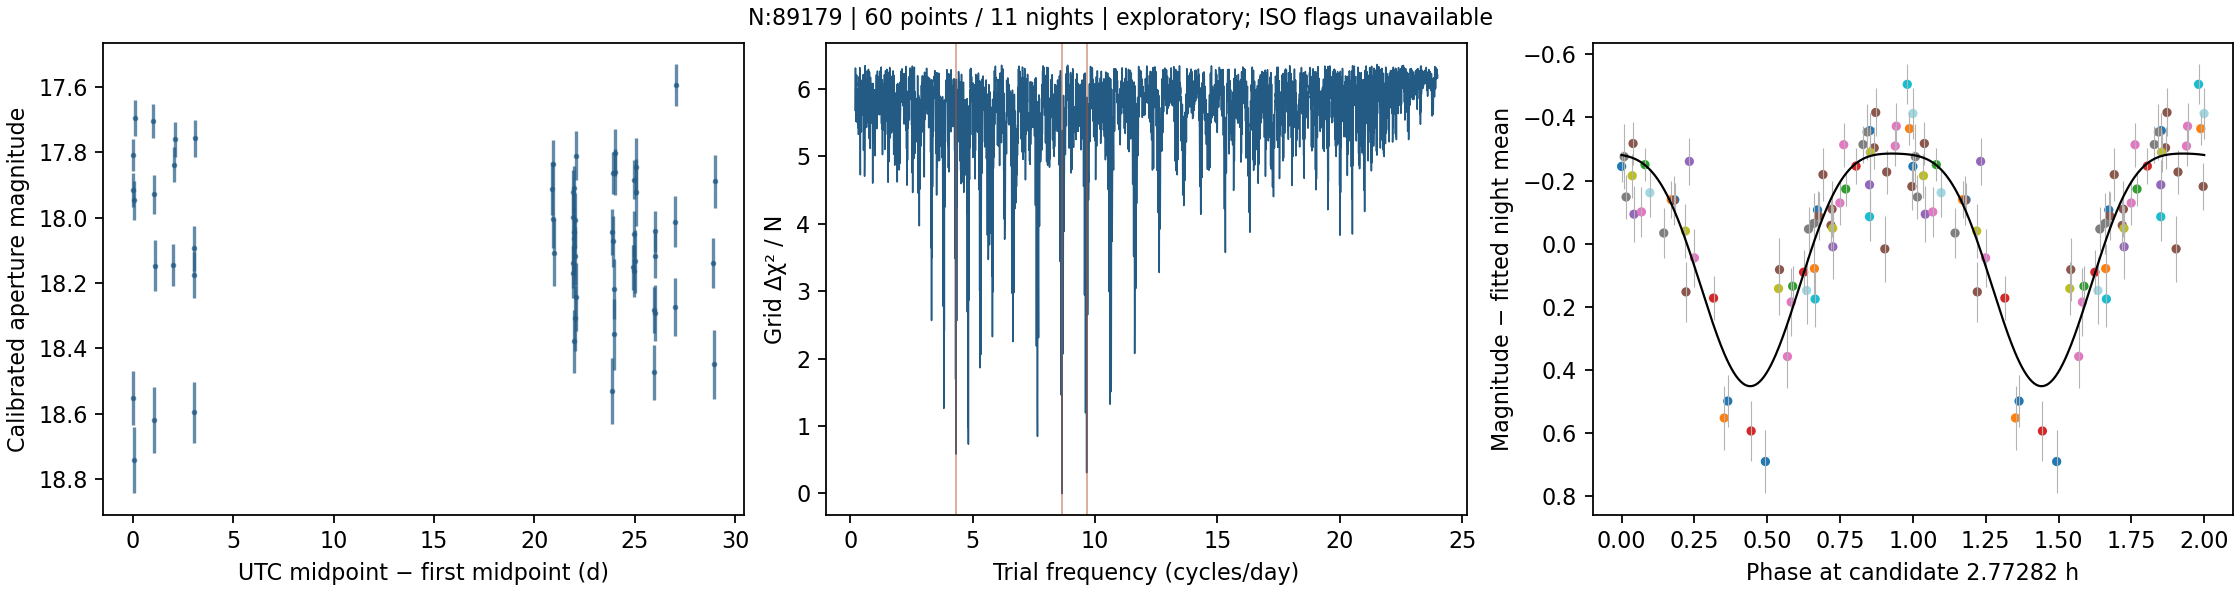 N:89179 | 60 points / 11 nights | exploratory; ISO flags unavailable
Calibrated aperture magnitude
17.6
17.8
18.0
18.2
18.4
18.6
18.8
0 5 10 15 20 25 30
UTC midpoint − first midpoint (d)
Grid Δχ² / N
6
5
4
3
2
1
0
0 5 10 15 20 25
Trial frequency (cycles/day)
Magnitude − fitted night mean
−0.6
−0.4
−0.2
0.0
0.2
0.4
0.6
0.8
0.00 0.25 0.50 0.75 1.00 1.25 1.50 1.75 2.00
Phase at candidate 2.77282 h